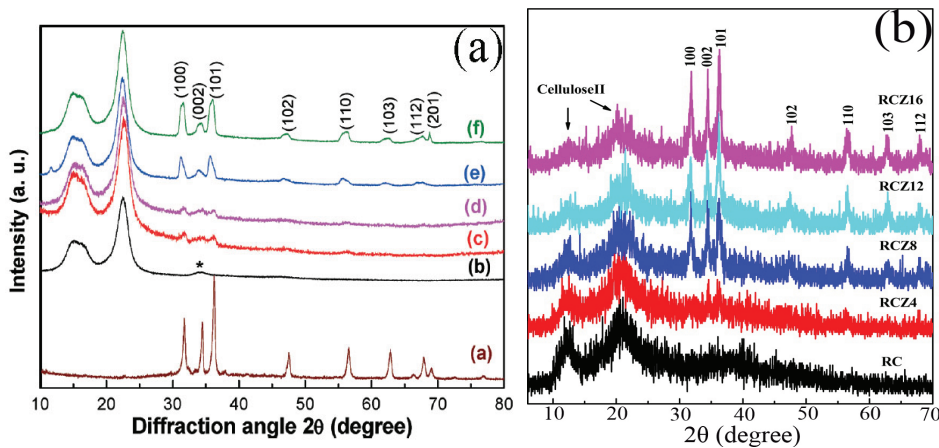 (a)
(100)
(002)
(101)
(102)
(110)
(103)
(112)
(201)
(f)
(e)
(d)
(c)
(b)
*
(a)
Intensity (a. u.)
10 20 30 40 50 60 70 80
Diffraction angle 2θ (degree)
(b)
100
002
101
CelluloseII
102
110
103
112
RCZ16
RCZ12
RCZ8
RCZ4
RC
10 20 30 40 50 60 70
2θ (degree)